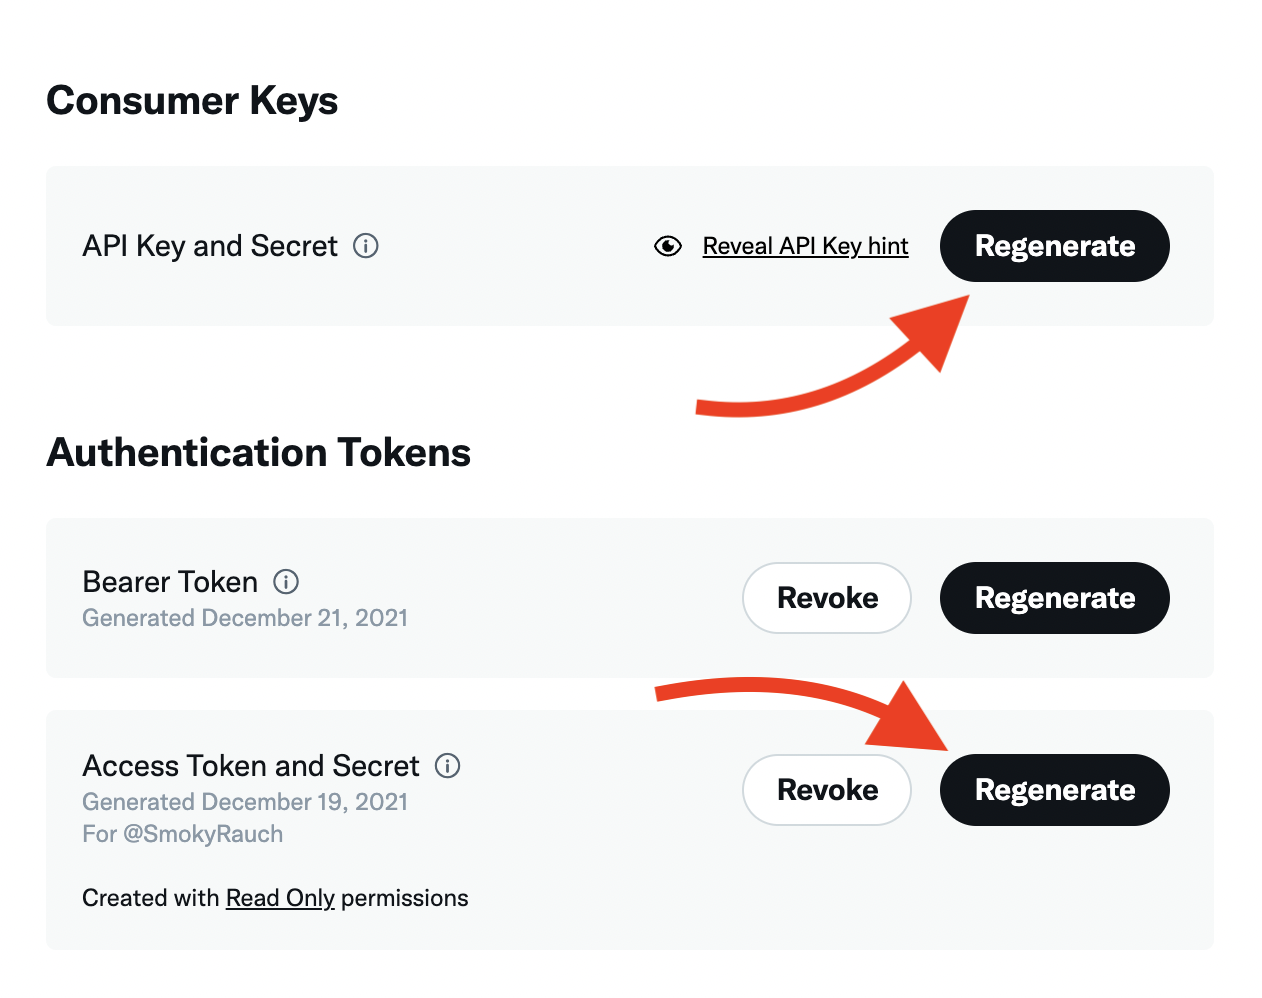 Consumer Keys
API Key and Secret
Reveal API Key hint
Regenerate
Authentication Tokens
Bearer Token
Generated December 21, 2021
Revoke
Regenerate
Access Token and Secret
Generated December 19, 2021
For @SmokyRauch
Revoke
Regenerate
Created with Read Only permissions